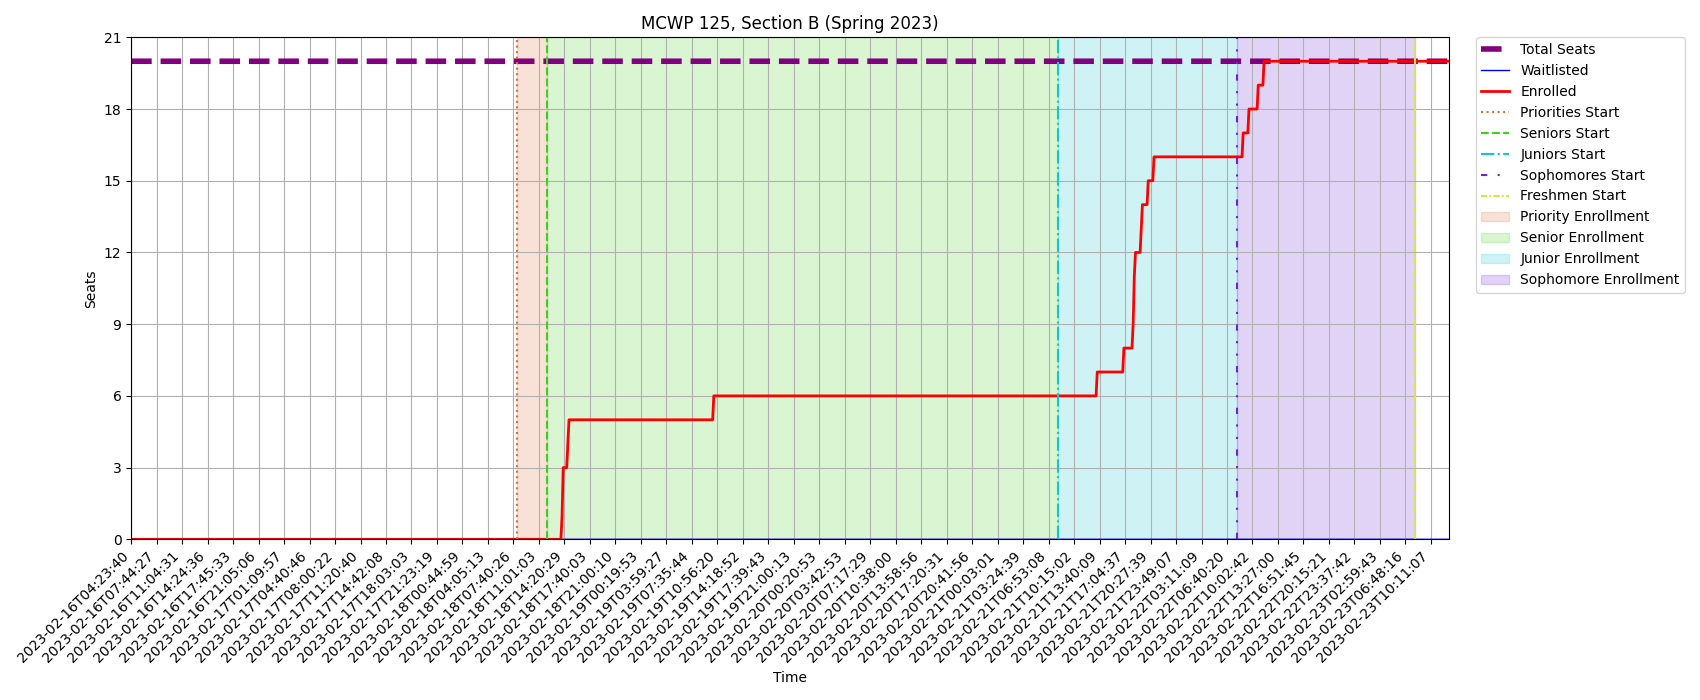 MCWP 125, Section B (Spring 2023)
21
18
15
12
9
6
3
0
Seats
2023-02-16T04:23:40
2023-02-16T07:44:27
2023-02-16T11:04:31
2023-02-16T14:24:36
2023-02-16T17:45:33
2023-02-16T21:05:06
2023-02-17T01:09:57
2023-02-17T04:40:46
2023-02-17T08:00:22
2023-02-17T11:20:40
2023-02-17T14:42:08
2023-02-17T18:03:03
2023-02-17T21:23:19
2023-02-18T00:44:59
2023-02-18T04:05:13
2023-02-18T07:40:26
2023-02-18T11:01:03
2023-02-18T14:20:29
2023-02-18T17:40:03
2023-02-18T21:00:10
2023-02-19T00:19:53
2023-02-19T03:59:27
2023-02-19T07:35:44
2023-02-19T10:56:20
2023-02-19T14:18:52
2023-02-19T17:39:43
2023-02-19T21:00:13
2023-02-20T00:20:53
2023-02-20T03:42:53
2023-02-20T07:17:29
2023-02-20T10:38:00
2023-02-20T13:58:56
2023-02-20T17:20:31
2023-02-20T20:41:56
2023-02-21T00:03:01
2023-02-21T03:24:39
2023-02-21T06:53:08
2023-02-21T10:15:02
2023-02-21T13:40:09
2023-02-21T17:04:37
2023-02-21T20:27:39
2023-02-21T23:49:07
2023-02-22T03:11:09
2023-02-22T06:40:20
2023-02-22T10:02:42
2023-02-22T13:27:00
2023-02-22T16:51:45
2023-02-22T20:15:21
2023-02-22T23:37:42
2023-02-23T02:59:43
2023-02-23T06:48:16
2023-02-23T10:11:07
Time
Total Seats
Waitlisted
Enrolled
Priorities Start
Seniors Start
Juniors Start
Sophomores Start
Freshmen Start
Priority Enrollment
Senior Enrollment
Junior Enrollment
Sophomore Enrollment